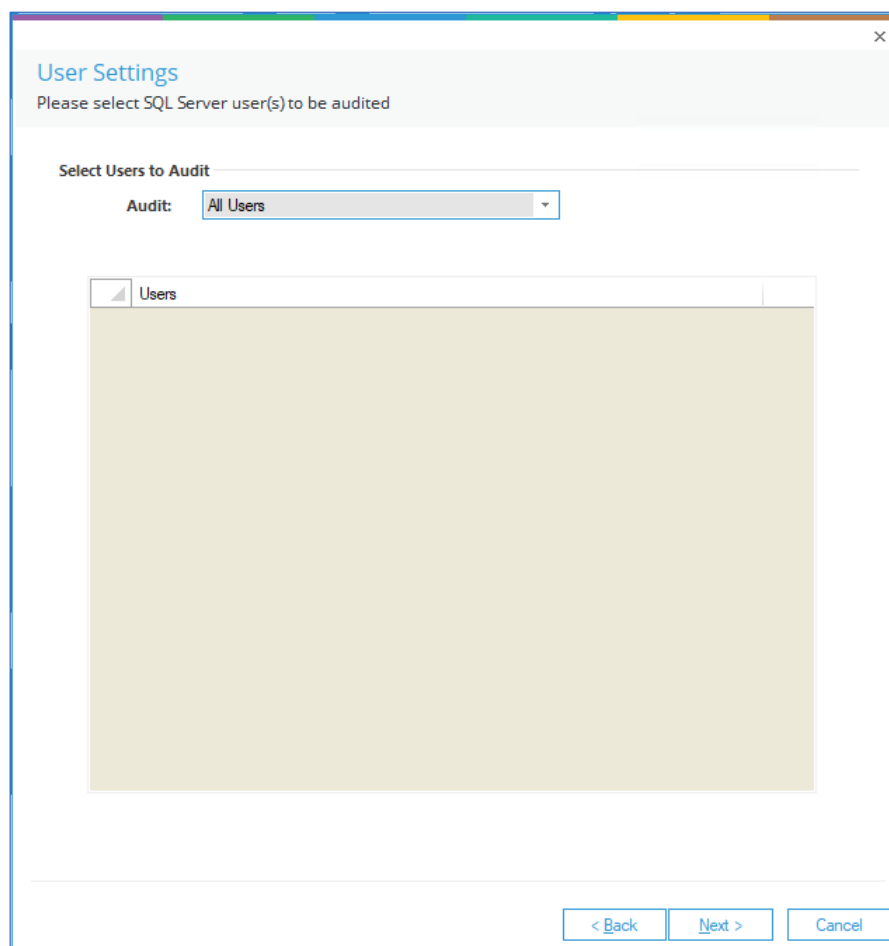 User Settings
Please select SQL Server user(s) to be audited
Select Users to Audit
Audit: All Users
Users
< Back Next > Cancel